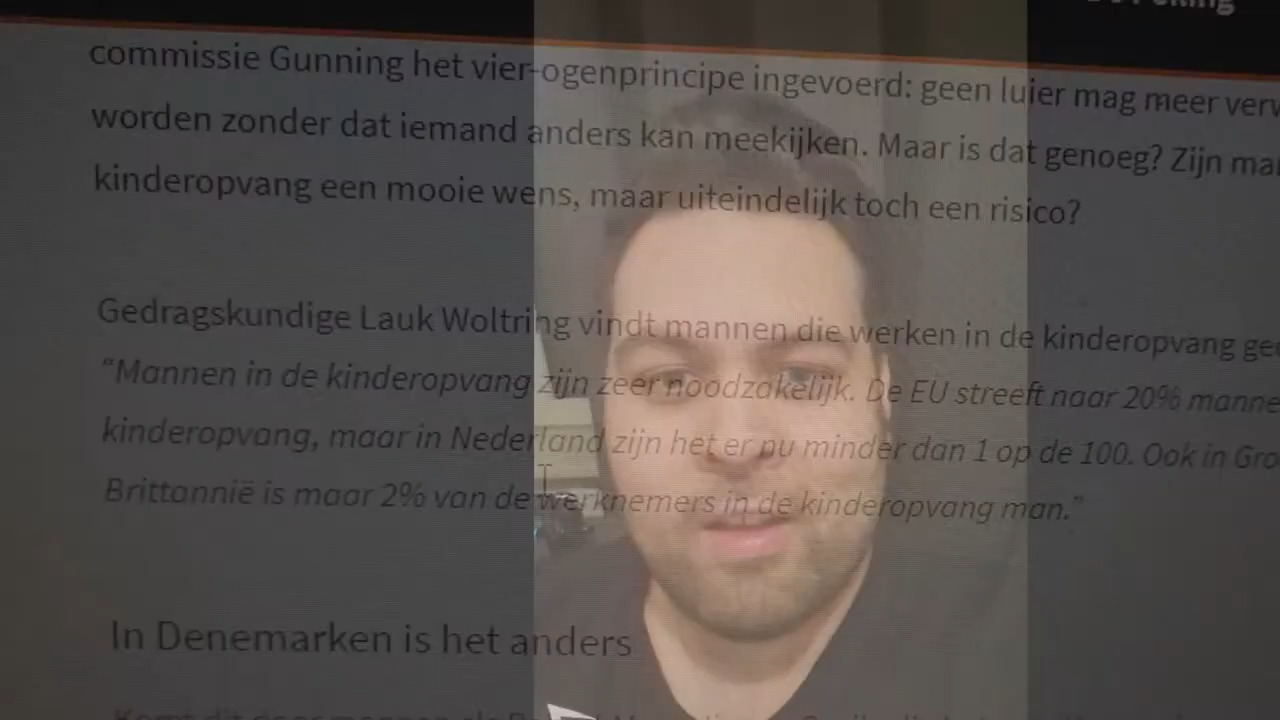 commissie Gunning het vier-ogenprincipe ingevoerd: geen luier mag meer
worden zonder dat iemand anders kan meekijken. Maar is dat genoeg? Zijn
kinderopvang een mooie wens, maar uiteindelijk toch een risico?
Gedragskundige Lauk Woltring vindt mannen die werken in de kinderopvang
“Mannen in de kinderopvang zijn zeer noodzakelijk. De EU streeft naar 20%
kinderopvang, maar in Nederland zijn het er nu minder dan 1 op de 100. Ook in
Brittannië is maar 2% van de werknemers in de kinderopvang man.”
In Denemarken is het anders